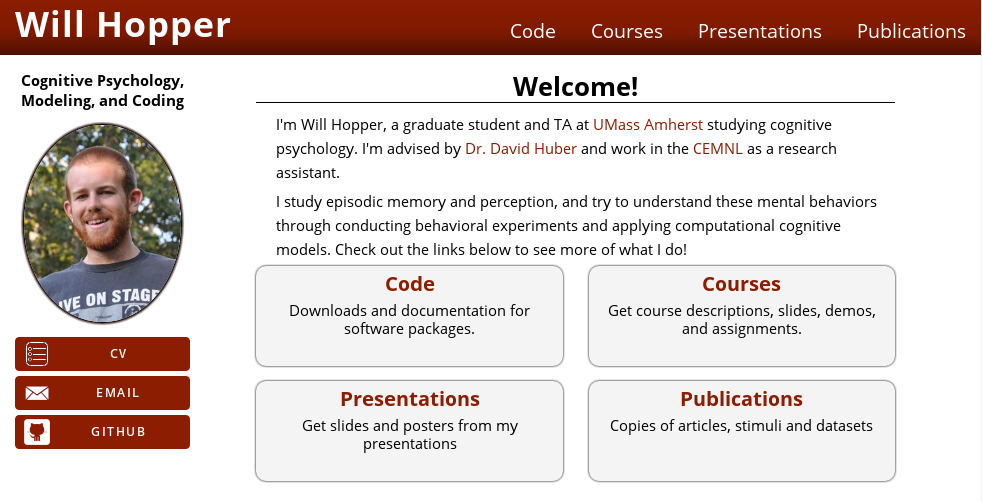 Will Hopper
Code Courses Presentations Publications
Cognitive Psychology,
Modeling, and Coding
VE ON STAGE
CV
EMAIL
GITHUB
Welcome!
I'm Will Hopper, a graduate student and TA at UMass Amherst studying cognitive
psychology. I'm advised by Dr. David Huber and work in the CEMNL as a research
assistant.
I study episodic memory and perception, and try to understand these mental behaviors
through conducting behavioral experiments and applying computational cognitive
models. Check out the links below to see more of what I do!
Code
Downloads and documentation for
software packages.
Courses
Get course descriptions, slides, demos,
and assignments.
Presentations
Get slides and posters from my
presentations
Publications
Copies of articles, stimuli and datasets